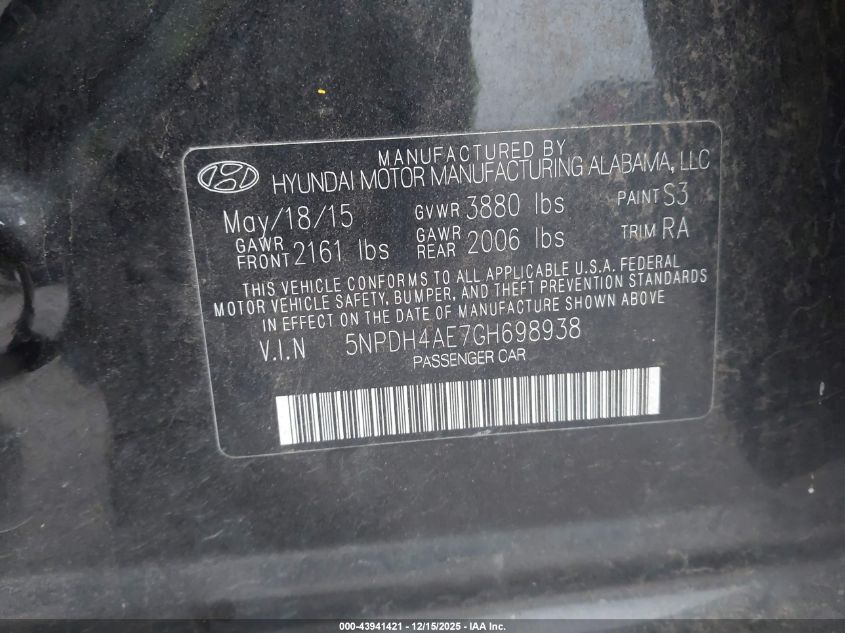 MANUFACTURED BY
HYUNDAI MOTOR MANUFACTURING ALABAMA, LLC
May/18/15 GVWR 3880 lbs PAINT S3
GAWR FRONT 2161 lbs GAWR REAR 2006 lbs TRIM RA
THIS VEHICLE CONFORMS TO ALL APPLICABLE U.S.A. FEDERAL
MOTOR VEHICLE SAFETY, BUMPER, AND THEFT PREVENTION STANDARDS
IN EFFECT ON THE DATE OF MANUFACTURE SHOWN ABOVE
V.I.N 5NPDH4AE7GH698938
PASSENGER CAR
000-43941421 - 12/15/2025 - IAA Inc.